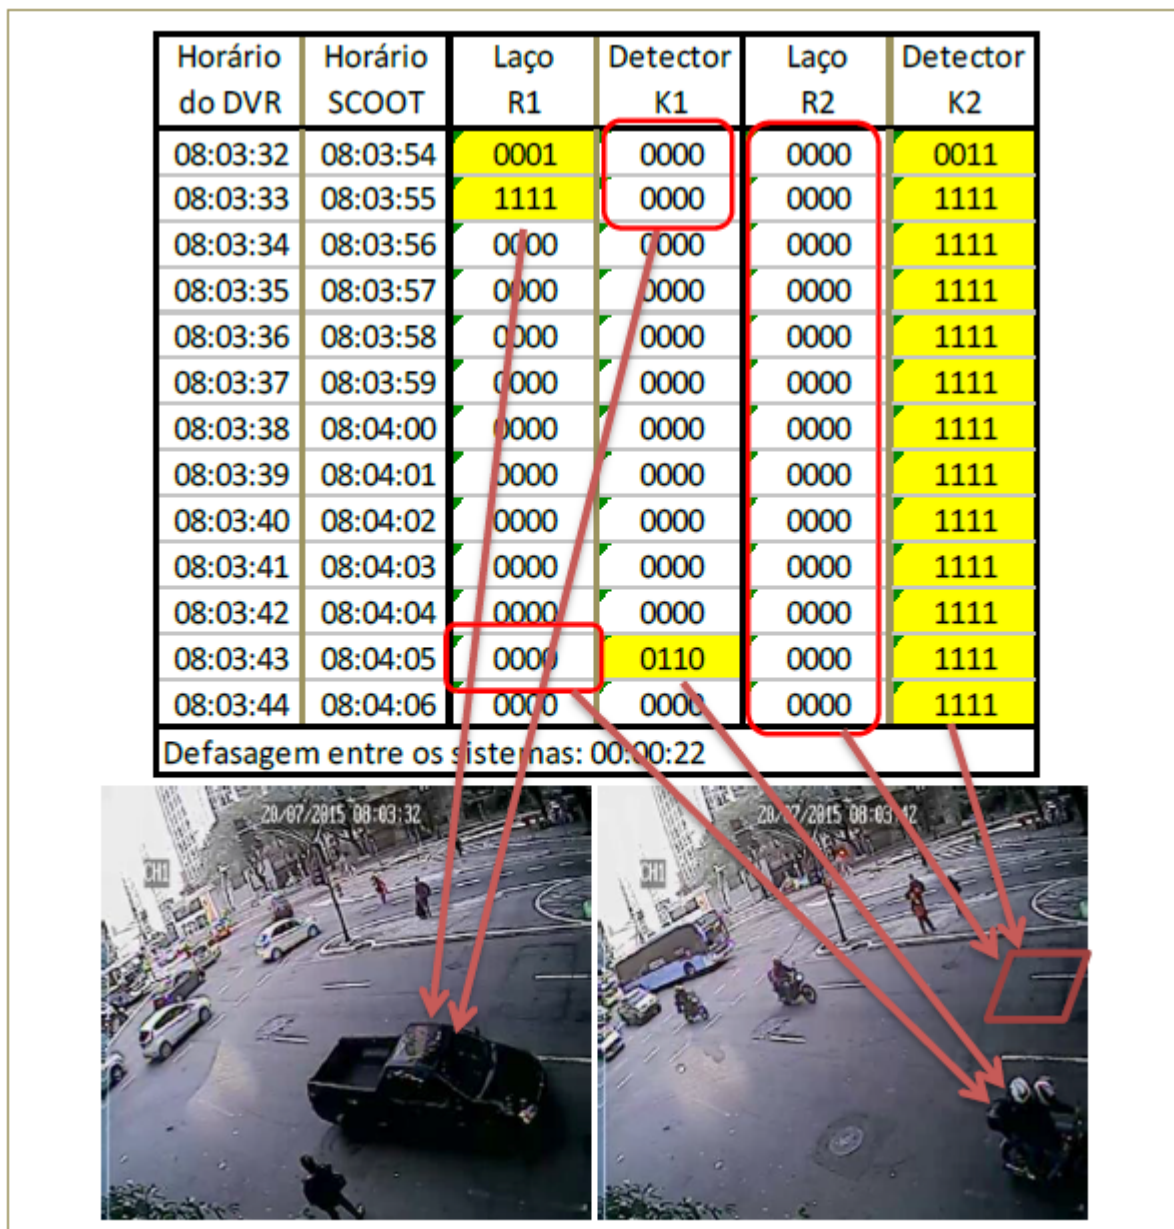 Horário do DVR Horário SCOOT Laço R1 Detector K1 Laço R2 Detector K2
08:03:32 08:03:54 0001 0000 0000 0011
08:03:33 08:03:55 1111 0000 0000 1111
08:03:34 08:03:56 0000 0000 0000 1111
08:03:35 08:03:57 0000 0000 0000 1111
08:03:36 08:03:58 0000 0000 0000 1111
08:03:37 08:03:59 0000 0000 0000 1111
08:03:38 08:04:00 0000 0000 0000 1111
08:03:39 08:04:01 0000 0000 0000 1111
08:03:40 08:04:02 0000 0000 0000 1111
08:03:41 08:04:03 0000 0000 0000 1111
08:03:42 08:04:04 0000 0000 0000 1111
08:03:43 08:04:05 0000 0110 0000 1111
08:03:44 08:04:06 0000 0000 0000 1111
Defasagem entre os sistemas: 00:00:22
20/07/2015 08:03:32
CH1
20/07/2015 08:03:42
CH1